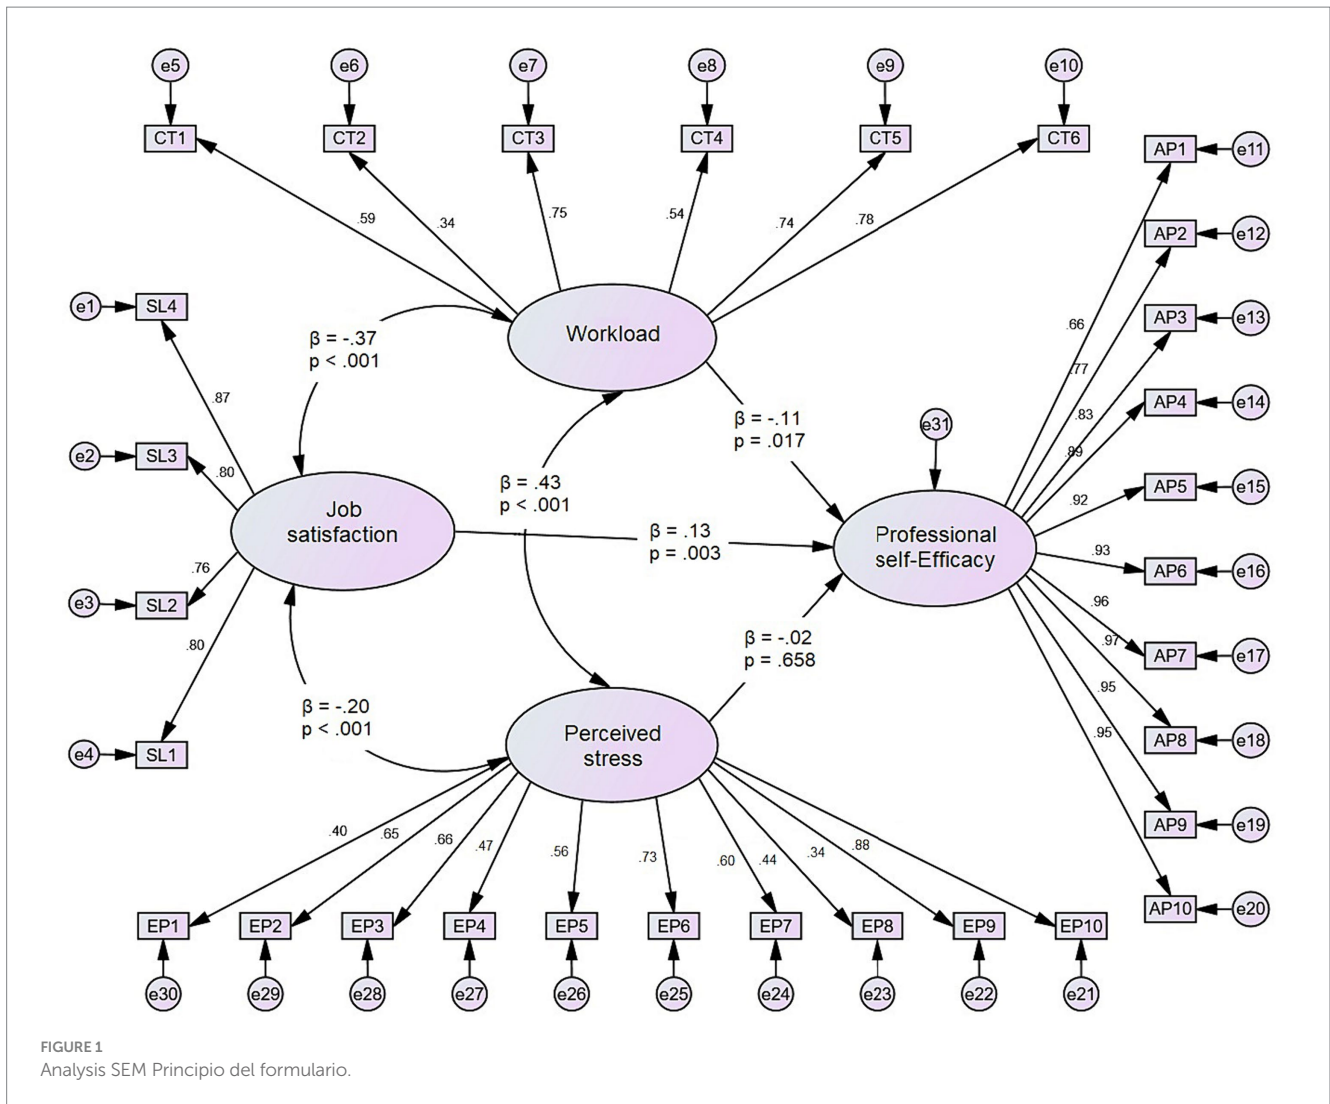 e5
e6
e7
e8
e9
e10
CT1
CT2
CT3
CT4
CT5
CT6
AP1
e11
.59
.34
.75
.54
.74
.78
AP2
e12
e1
SL4
AP3
e13
Workload
.66
β = -.37
p < .001
.77
.87
AP4
e14
β = -.11
p = .017
.83
e31
e2
SL3
.80
.89
β = .43
p < .001
AP5
e15
.92
Job
satisfaction
β = .13
p = .003
Professional
self-Efficacy
.93
AP6
e16
.76
e3
SL2
.96
.80
β = -.02
p = .658
.97
AP7
e17
.95
β = -.20
p < .001
.95
e4
SL1
Perceived
stress
AP8
e18
.40
.65
.66
.47
.56
.73
.60
.44
.34
.88
AP9
e19
AP10
e20
EP1
EP2
EP3
EP4
EP5
EP6
EP7
EP8
EP9
EP10
e30
e29
e28
e27
e26
e25
e24
e23
e22
e21
FIGURE 1
Analysis SEM Principio del formulario.